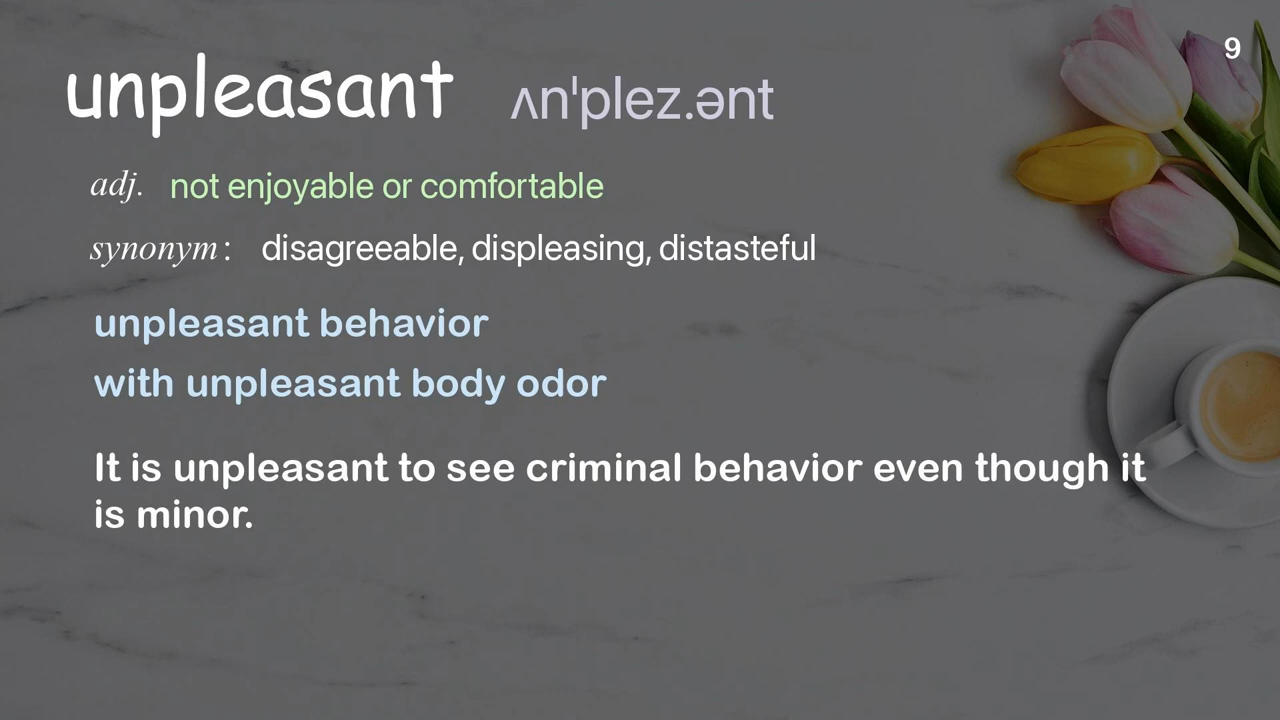 9
unpleasant ʌnˈplez.ənt
adj. not enjoyable or comfortable
synonym : disagreeable, displeasing, distasteful
unpleasant behavior
with unpleasant body odor
It is unpleasant to see criminal behavior even though it
is minor.